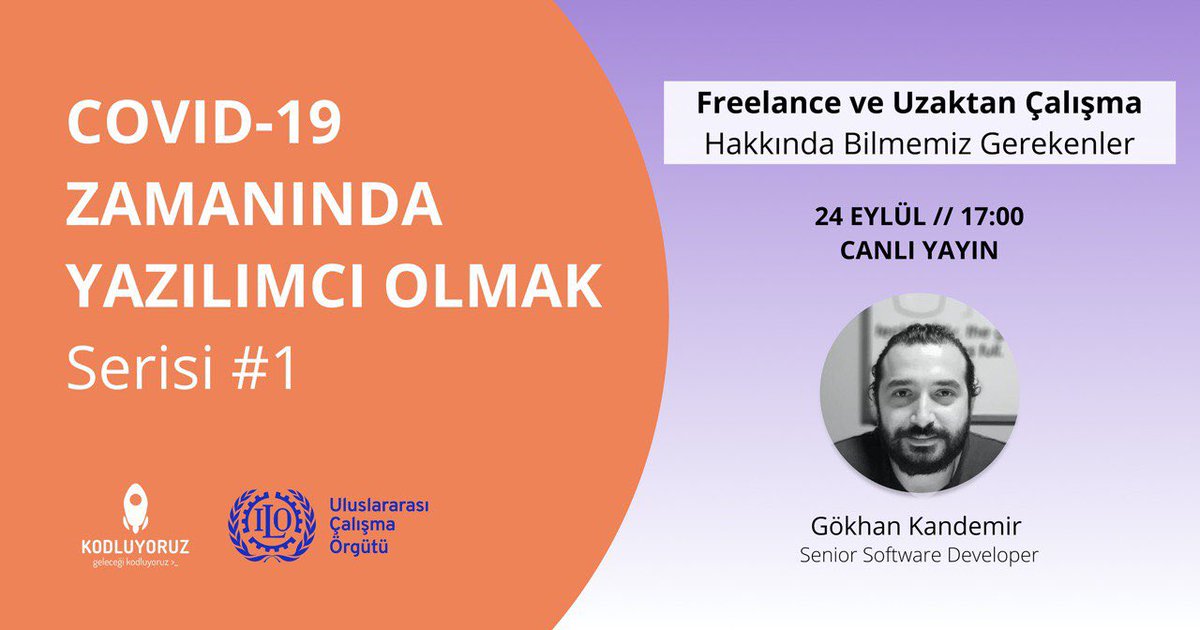 COVID-19
ZAMANINDA
YAZILIMCI OLMAK
Serisi #1
KODLUYORUZ
geleceği kodluyoruz >_
ILO
Uluslararası
Çalışma
Örgütü
Freelance ve Uzaktan Çalışma
Hakkında Bilmemiz Gerekenler
24 EYLÜL // 17:00
CANLI YAYIN
Gökhan Kandemir
Senior Software Developer